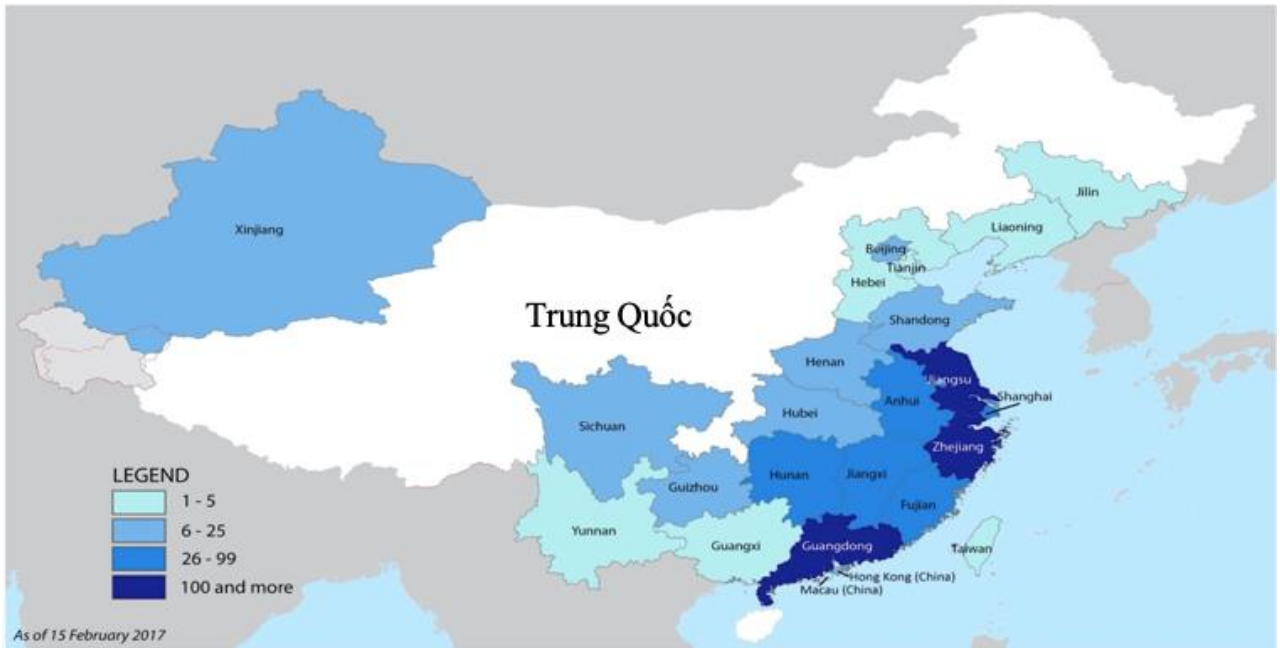 Xinjiang
Jilin
Liaoning
Beijing
Tianjin
Hebei
Shandong
Trung Quốc
Henan
Jiangsu
Anhui
Shanghai
Hubei
Sichuan
Zhejiang
Hunan
Jiangxi
Guizhou
Fujian
Yunnan
Guangxi
Guangdong
Taiwan
Hong Kong (China)
Macau (China)
LEGEND
1 - 5
6 - 25
26 - 99
100 and more
As of 15 February 2017